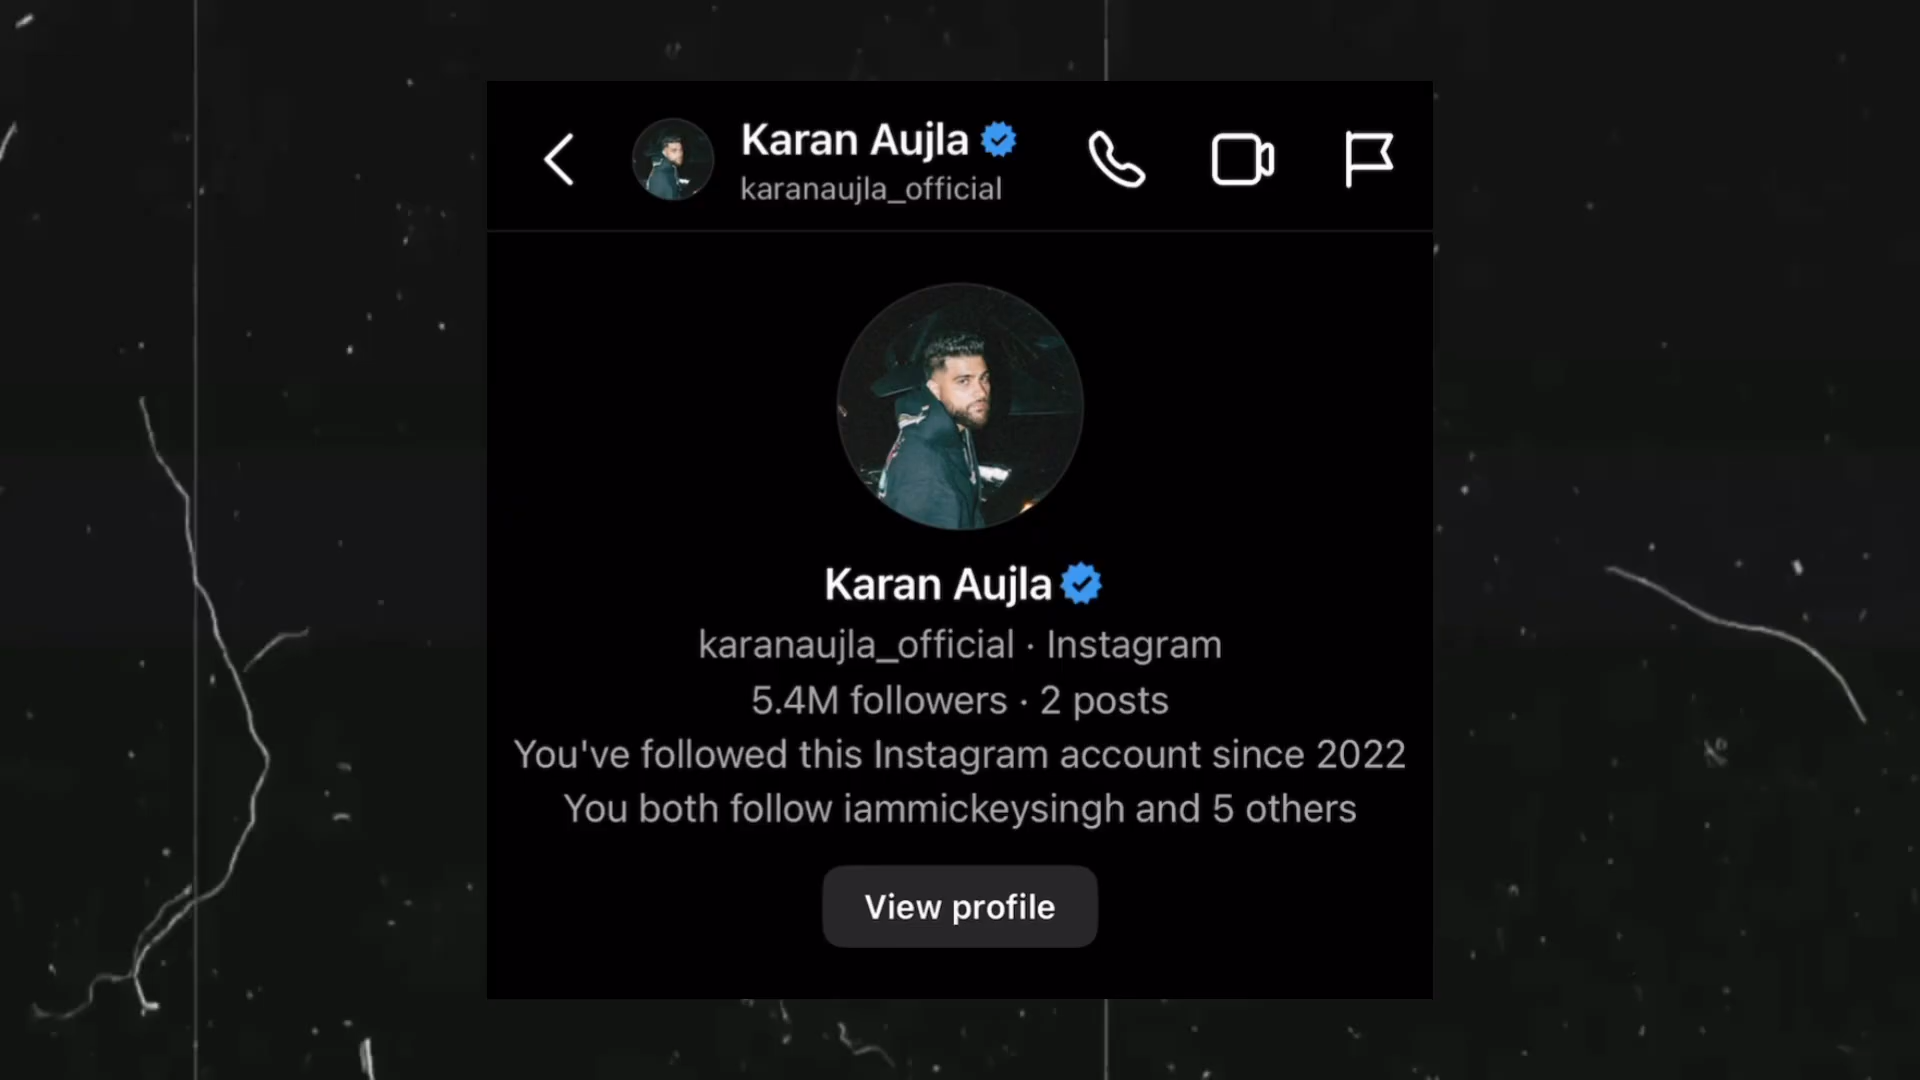 Karan Aujla
karanaujla_official
Karan Aujla
karanaujla_official · Instagram
5.4M followers · 2 posts
You've followed this Instagram account since 2022
You both follow iammickeysingh and 5 others
View profile